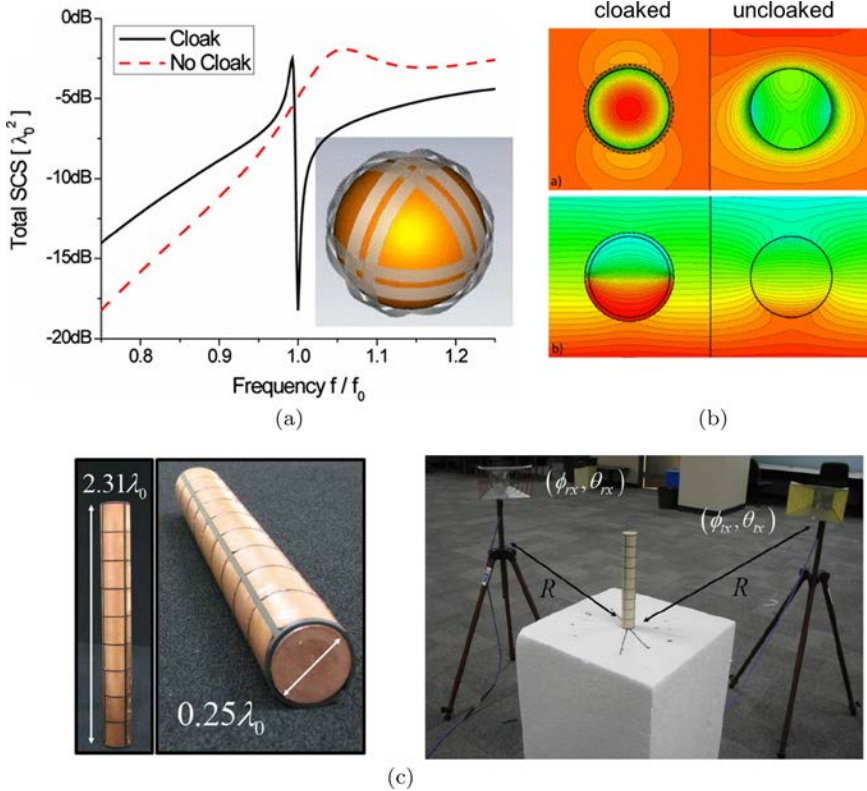 0dB
-5dB
-10dB
-15dB
-20dB
Total SCS [ λ₀² ]
Cloak
No Cloak
0.8 0.9 1.0 1.1 1.2
Frequency f / f₀
(a)
cloaked uncloaked
a)
b)
(b)
2.31λ₀
0.25λ₀
(ϕrx,θrx)
(ϕtx,θtx)
R
R
(c)